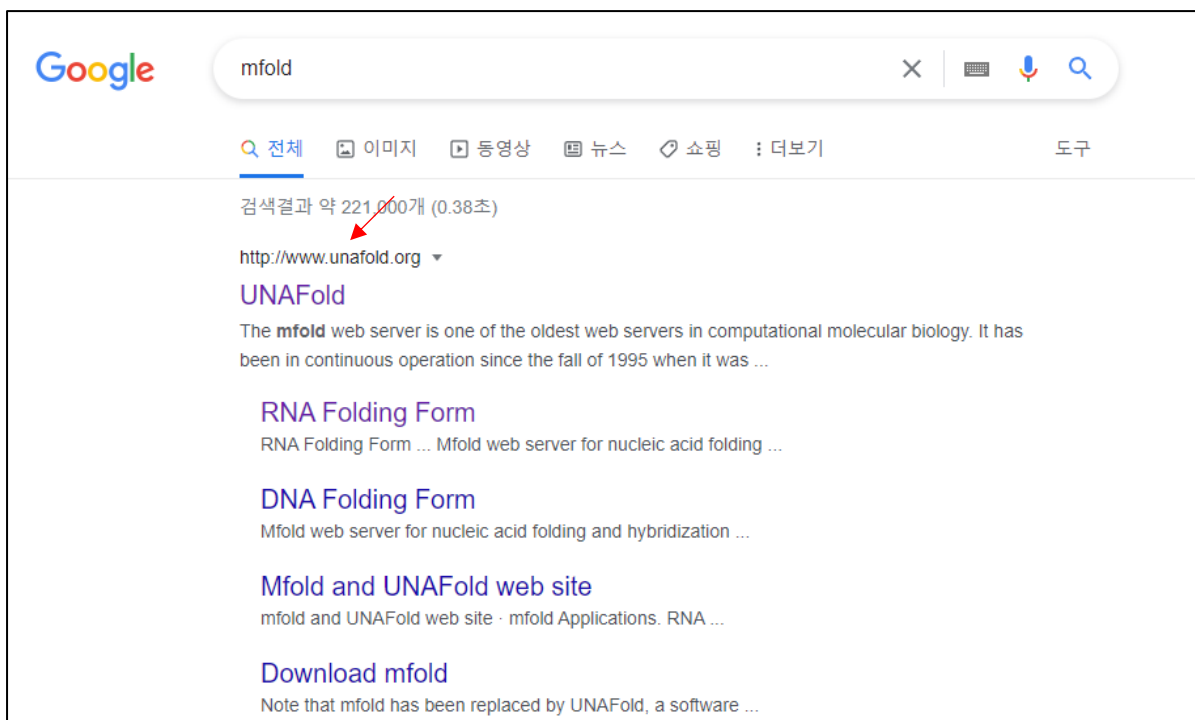 Google
mfold
전체 이미지 동영상 뉴스 쇼핑 더보기 도구
검색결과 약 221,000개 (0.38초)
http://www.unafold.org
UNAFold
The mfold web server is one of the oldest web servers in computational molecular biology. It has
been in continuous operation since the fall of 1995 when it was ...
RNA Folding Form
RNA Folding Form ... Mfold web server for nucleic acid folding ...
DNA Folding Form
Mfold web server for nucleic acid folding and hybridization ...
Mfold and UNAFold web site
mfold and UNAFold web site · mfold Applications. RNA ...
Download mfold
Note that mfold has been replaced by UNAFold, a software ...